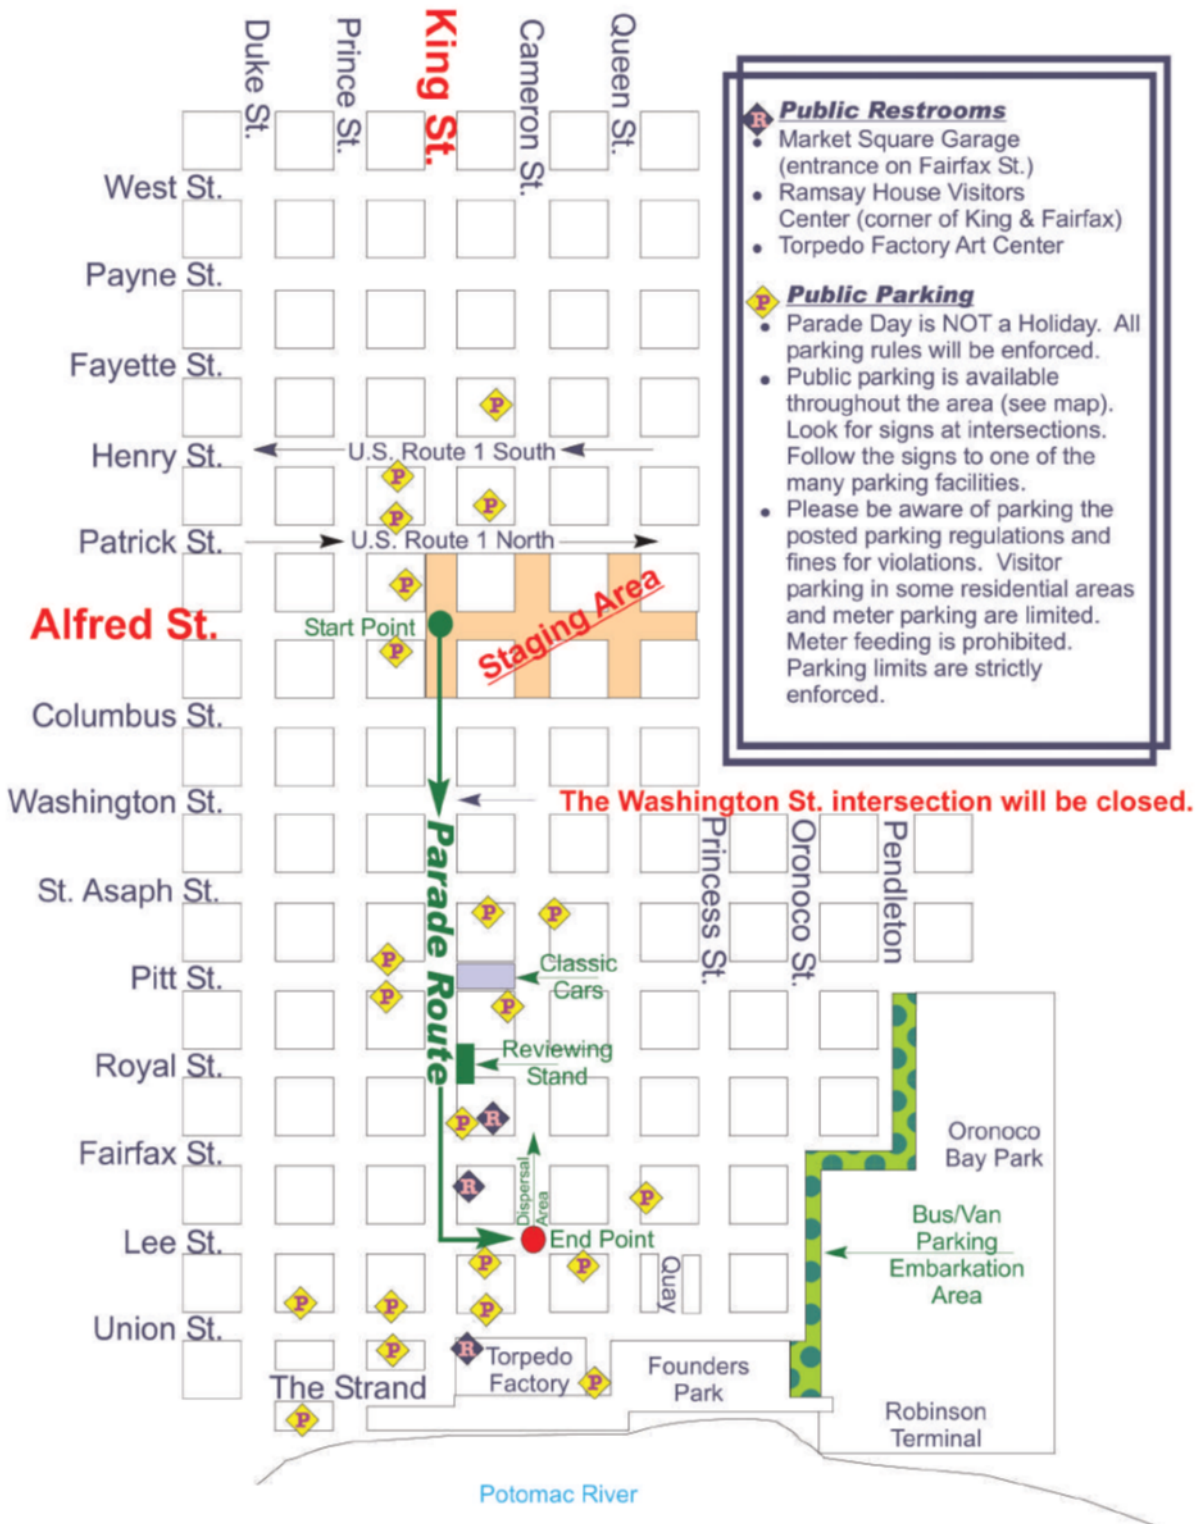 Duke St.
Prince St.
King St.
Cameron St.
Queen St.
R Public Restrooms
• Market Square Garage
(entrance on Fairfax St.)
• Ramsay House Visitors
Center (corner of King & Fairfax)
• Torpedo Factory Art Center
P Public Parking
• Parade Day is NOT a Holiday. All
parking rules will be enforced.
• Public parking is available
throughout the area (see map).
Look for signs at intersections.
Follow the signs to one of the
many parking facilities.
• Please be aware of parking the
posted parking regulations and
fines for violations. Visitor
parking in some residential areas
and meter parking are limited.
Meter feeding is prohibited.
Parking limits are strictly
enforced.
West St.
Payne St.
Fayette St.
P
Henry St.
U.S. Route 1 South
P
P
P
Patrick St.
U.S. Route 1 North
P
Alfred St.
Start Point
Staging Area
P
Columbus St.
Washington St.
The Washington St. intersection will be closed.
Parade Route
Princess St.
Oronoco St.
Pendleton
St. Asaph St.
P
P
P
Pitt St.
Classic
Cars
P
P
Royal St.
Reviewing
Stand
P
R
Fairfax St.
Oronoco
Bay Park
R
Dispersal
Area
P
Lee St.
End Point
Bus/Van
Parking
Embarkation
Area
P
P
Quay
P
P
P
Union St.
P
R
Torpedo
Factory
P
Founders
Park
The Strand
P
Robinson
Terminal
Potomac River